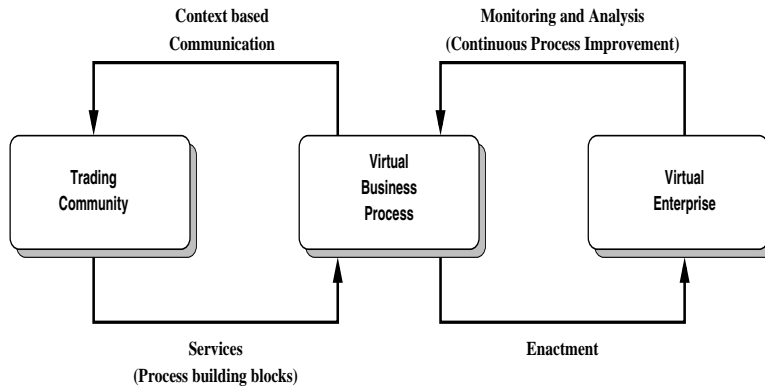 Context based
Communication
Monitoring and Analysis
(Continuous Process Improvement)
Trading
Community
Virtual
Business
Process
Virtual
Enterprise
Services
(Process building blocks)
Enactment